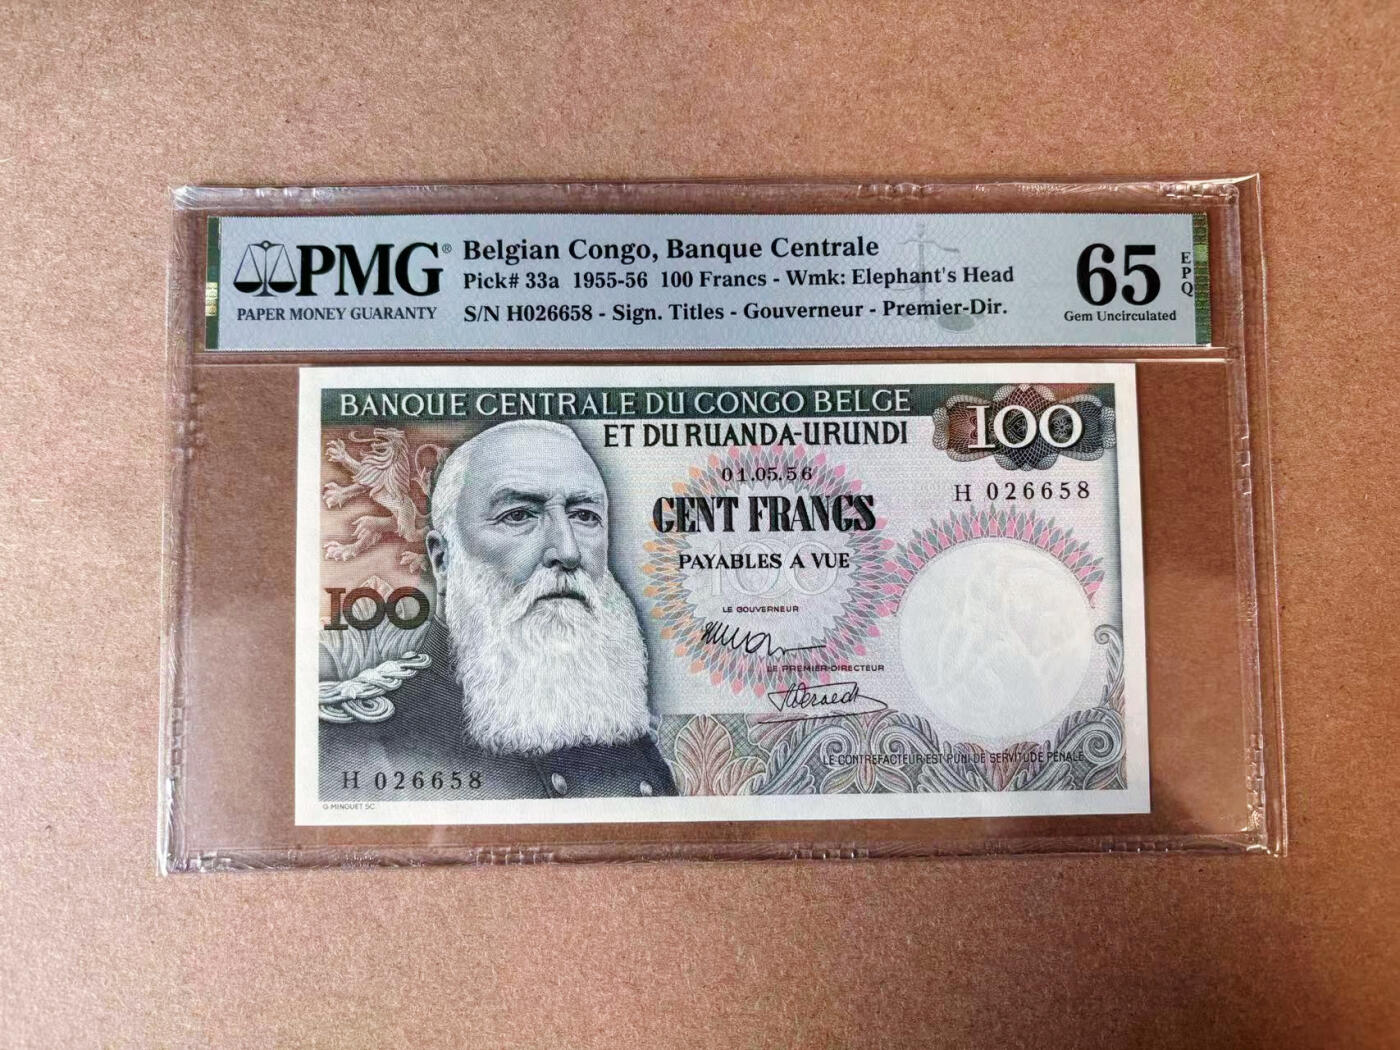 PMG®
PAPER MONEY GUARANTY
Belgian Congo, Banque Centrale
Pick# 33a 1955-56 100 Francs - Wmk: Elephant's Head
S/N H026658 - Sign. Titles - Gouverneur - Premier-Dir.
65
EPQ
Gem Uncirculated
BANQUE CENTRALE DU CONGO BELGE
ET DU RUANDA-URUNDI
100
01.05.56
H 026658
CENT FRANCS
PAYABLES A VUE
100
100
LE GOUVERNEUR
LE PREMIER-DIRECTEUR
LE CONTREFACTEUR EST PUNI DE SERVITUDE PENALE
H 026658
G. MINGUET SC.